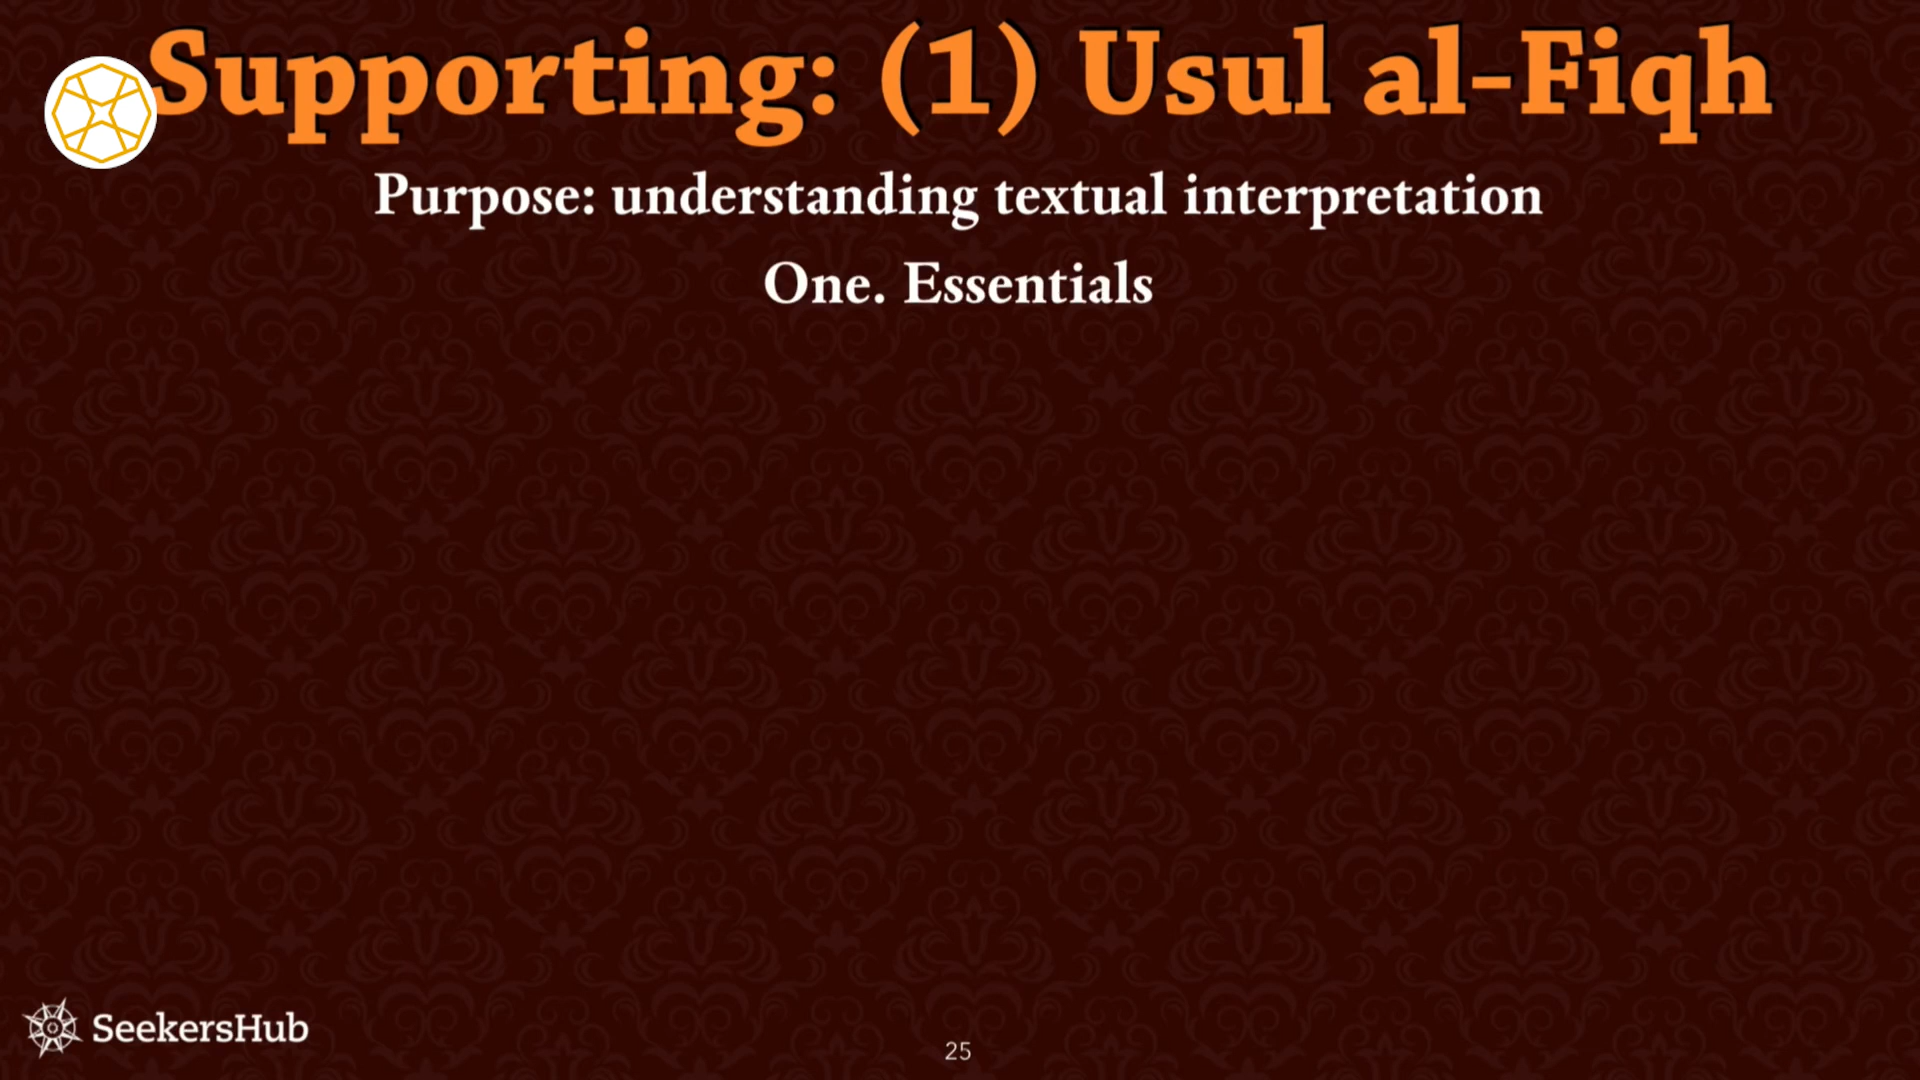 Supporting: (1) Usul al-Fiqh
Purpose: understanding textual interpretation
One. Essentials
SeekersHub
25